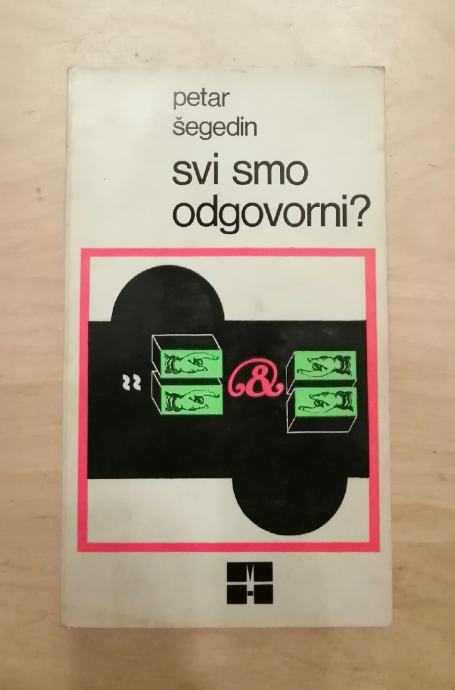 petar
šegedin
svi smo
odgovorni?
&